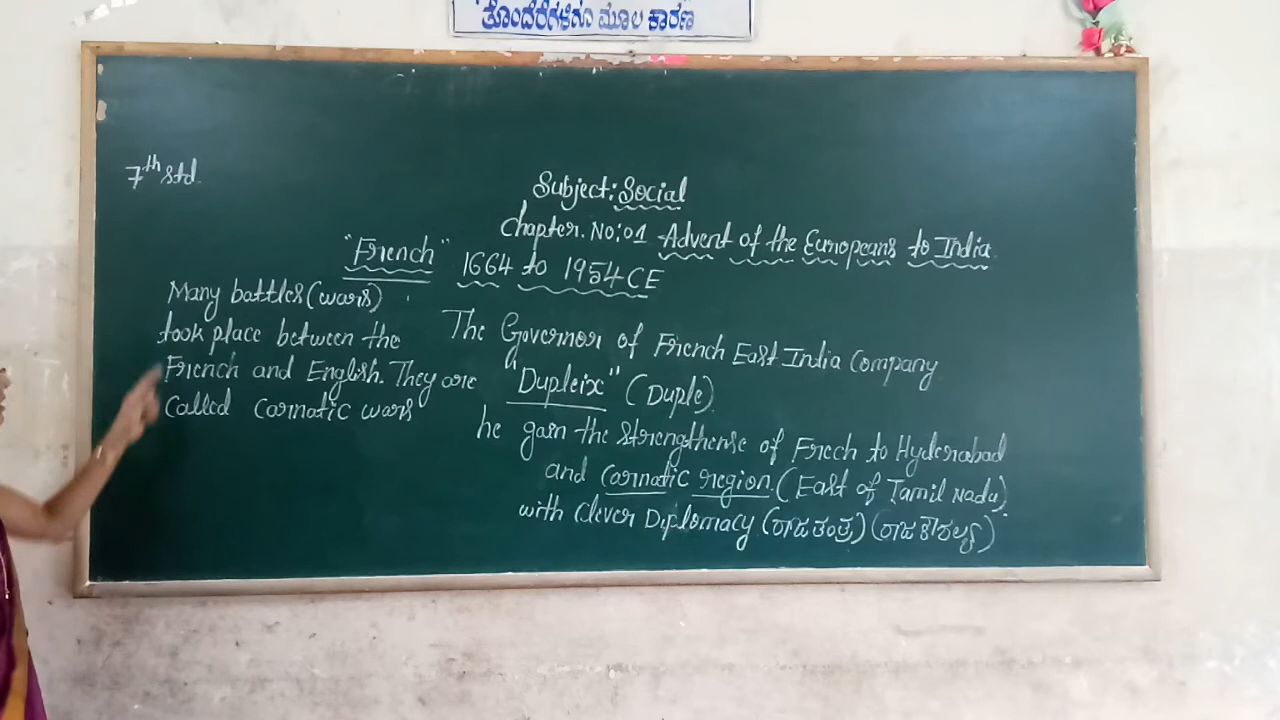 "ತೊಂದರೆಗಳಿಗೂ ಮೂಲ ಕಾರಣ"
7th std.
Subject: Social
Chapter. No: 01 Advent of the Europeans to India.
"French" 1664 to 1954 CE
Many battles (wars)
took place between the
French and English. They are
Called Carnatic wars
The Governor of French East India Company
"Dupleix" (Duple)
he gain the strengthense of Frech to Hyderabad
and Carnatic region. (East of Tamil Nadu)
with clever Diplomacy (ರಾಜತಂತ್ರ) (ರಾಜಕೌಶಲ್ಯ)